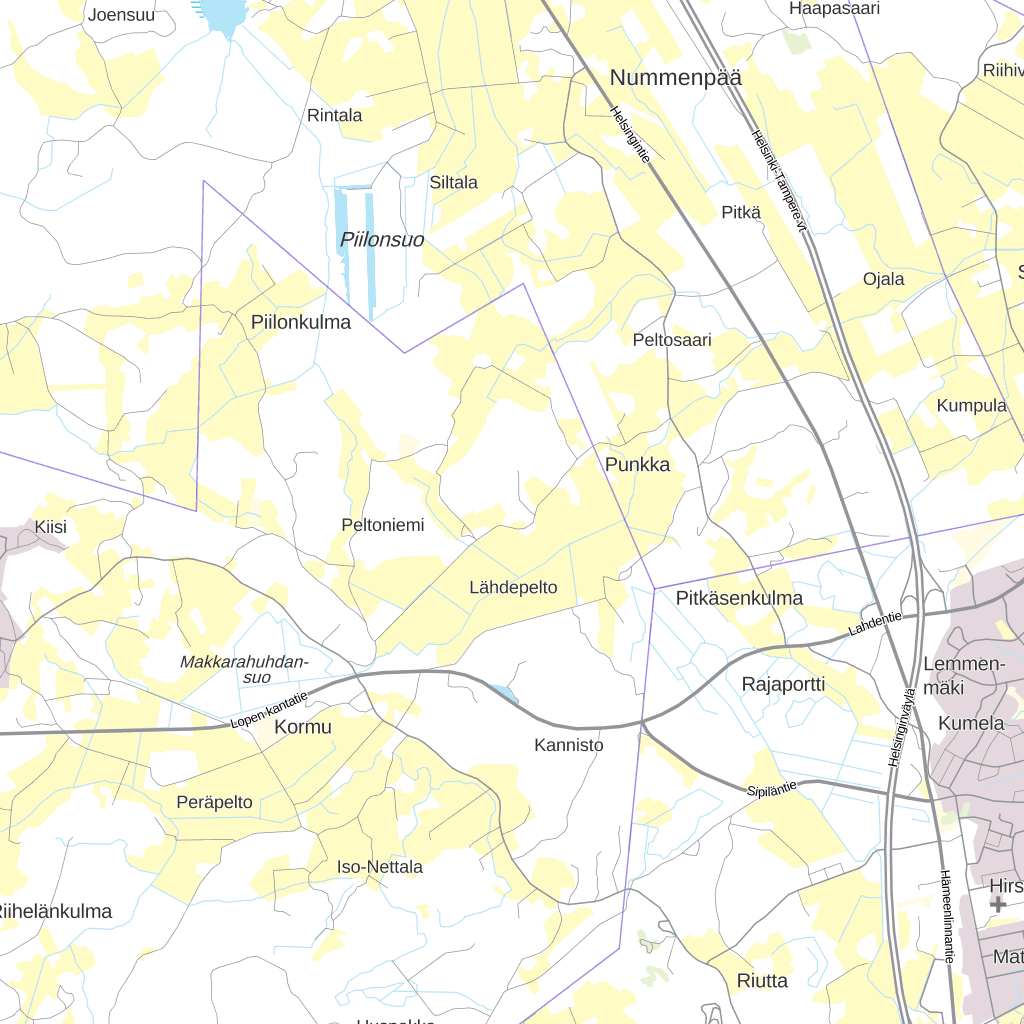 Joensuu
Haapasaari
Nummenpää
Rintala
Helsingintie
Helsinki-Tampere vt
Siltala
Pitkä
Piilonsuo
Ojala
Piilonkulma
Peltosaari
Kumpula
Punkka
Kiisi
Peltoniemi
Lähdepelto
Pitkäsenkulma
Lahdentie
Makkarahuhdan-
suo
Lemmen-
mäki
Rajaportti
Lopen kantatie
Kormu
Helsinginväylä
Kumela
Kannisto
Sipiläntie
Peräpelto
Iso-Nettala
Hämeenlinnantie
Hirs
Riihelänkulma
Mat
Riutta